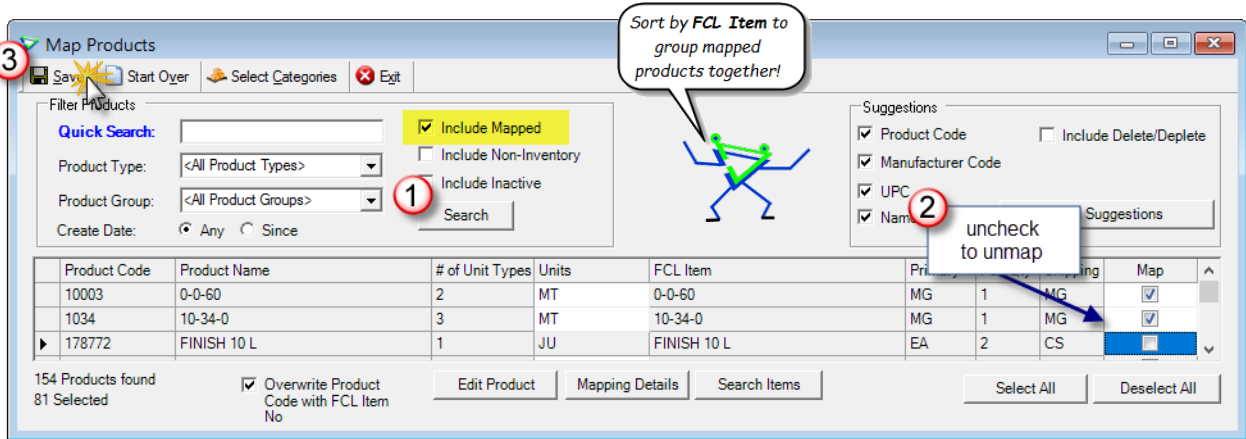 Sort by FCL Item to
group mapped
products together!
Map Products
3
Save Start Over Select Categories Exit
Filter Products
Quick Search:
Product Type: <All Product Types>
Product Group: <All Product Groups>
Create Date: Any Since
Include Mapped
Include Non-Inventory
Include Inactive
1
Search
Suggestions
Product Code Include Delete/Deplete
Manufacturer Code
UPC
2
Suggestions
uncheck
to unmap
Product Code Product Name # of Unit Types Units FCL Item Map
10003 0-0-60 2 MT 0-0-60 MG 1 MG
1034 10-34-0 3 MT 10-34-0 MG 1 MG
178772 FINISH 10 L 1 JU FINISH 10 L EA 2 CS
154 Products found
81 Selected
Overwrite Product
Code with FCL Item
No
Edit Product Mapping Details Search Items Select All Deselect All